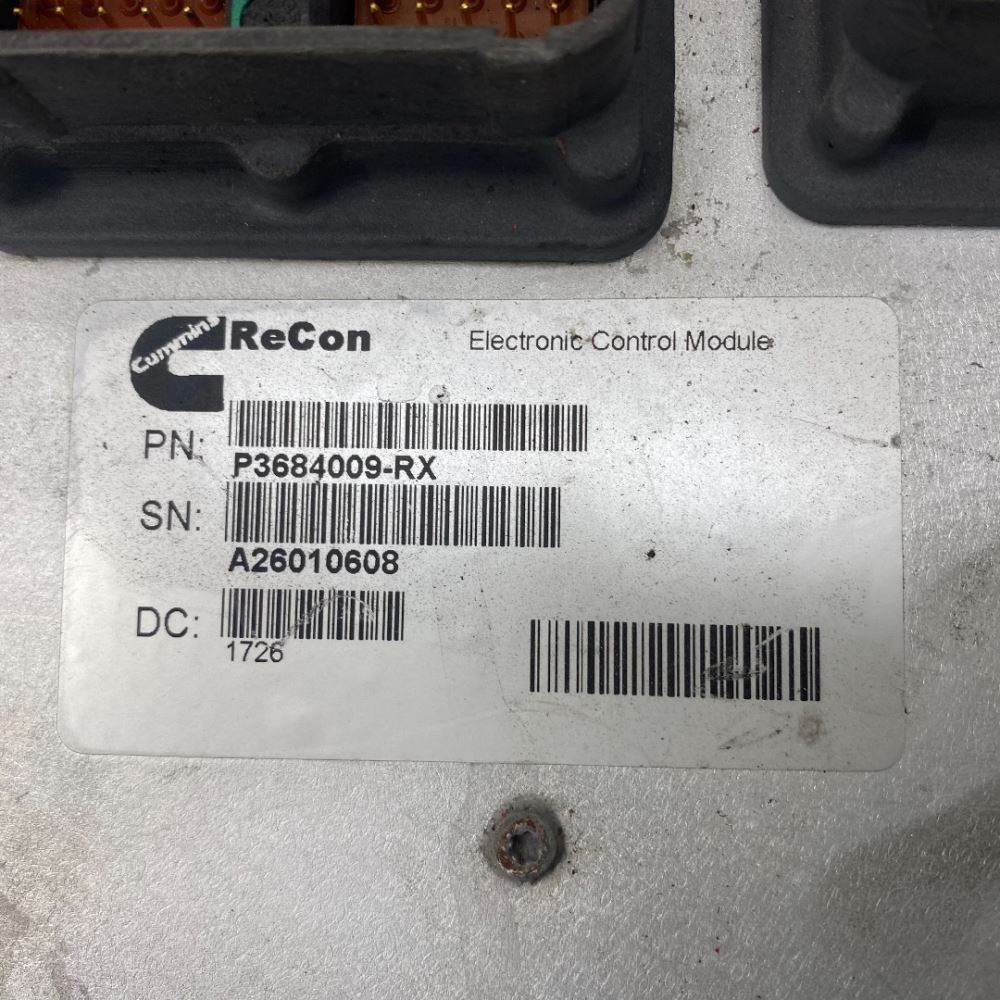 Cummins
ReCon
Electronic Control Module
PN:
P3684009-RX
SN:
A26010608
DC:
1726